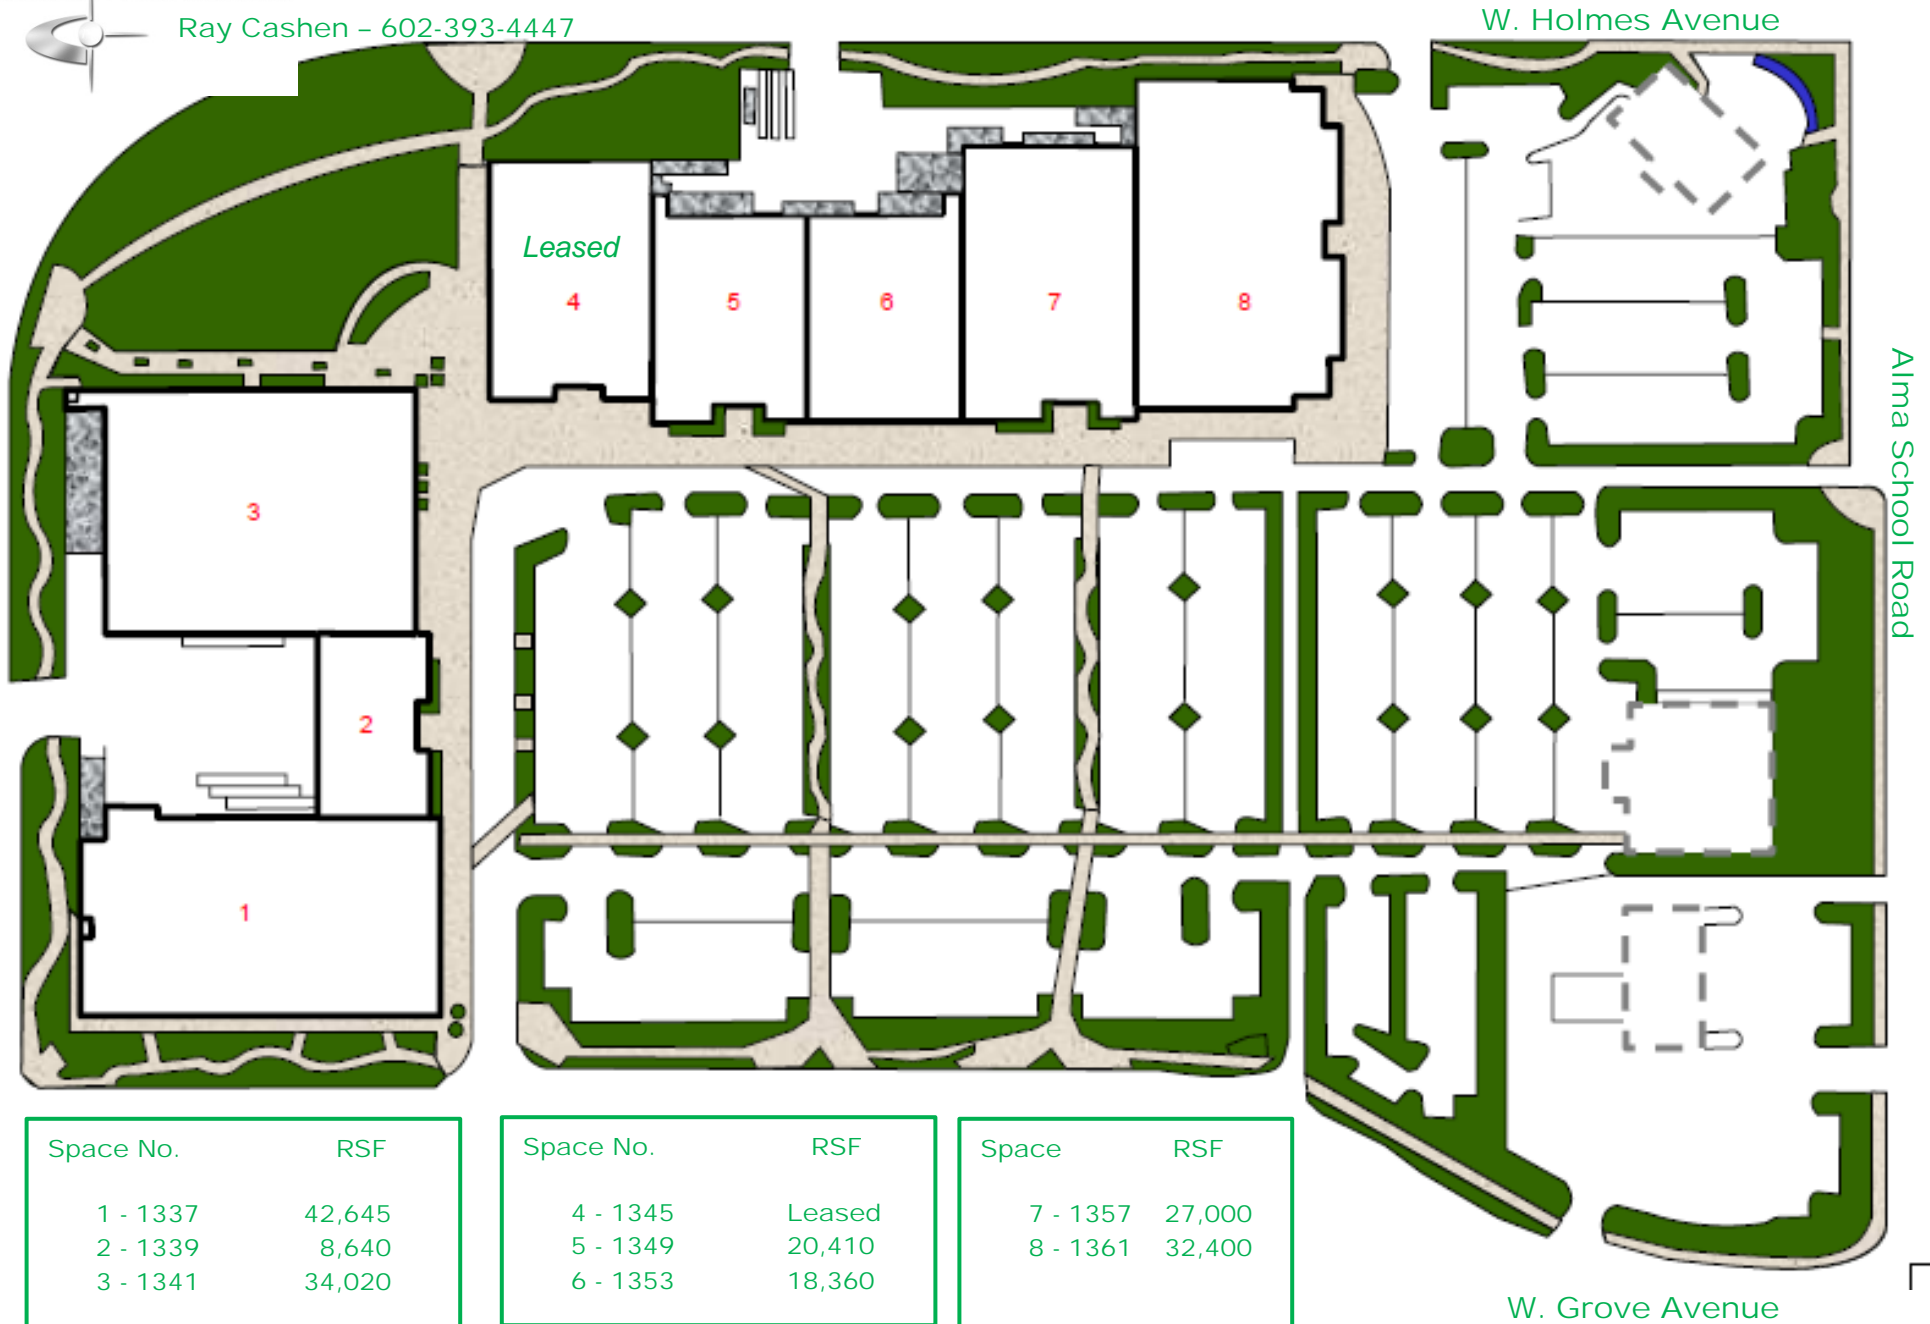 Ray Cashen – 602-393-4447
W. Holmes Avenue
Leased
4
5
6
7
8
3
2
1
Alma School Road
Space No. RSF
1 - 1337 42,645
2 - 1339 8,640
3 - 1341 34,020
Space No. RSF
4 - 1345 Leased
5 - 1349 20,410
6 - 1353 18,360
Space RSF
7 - 1357 27,000
8 - 1361 32,400
W. Grove Avenue